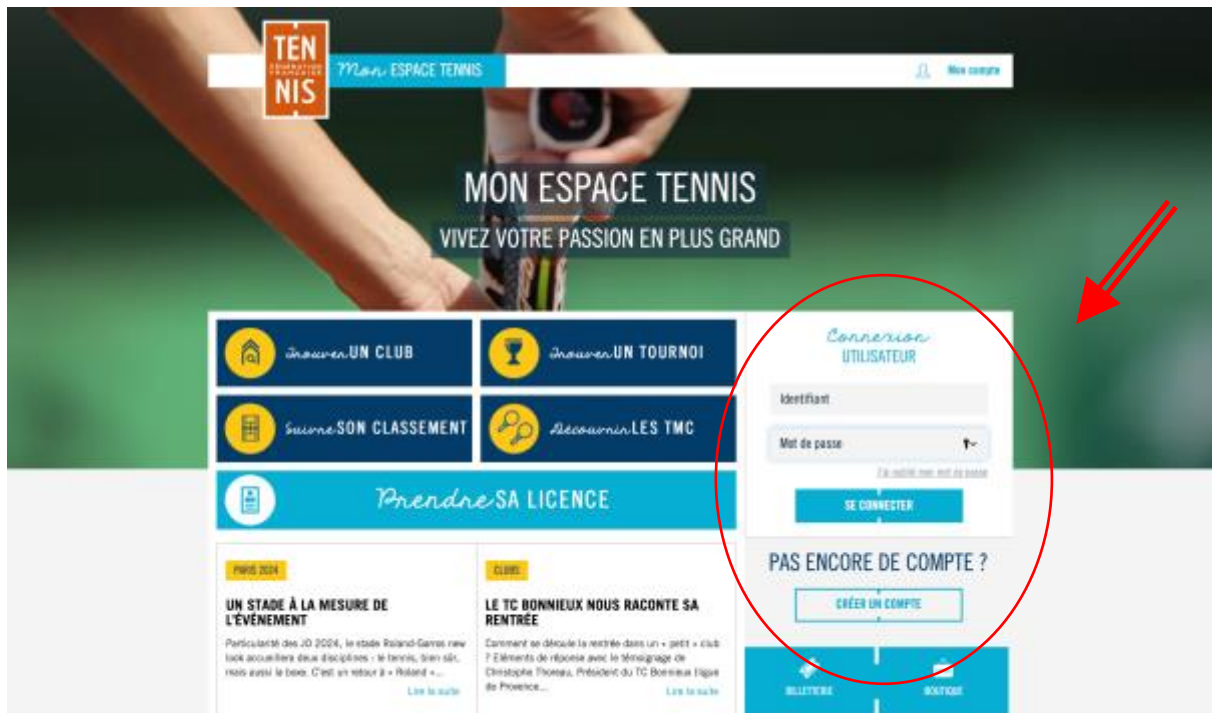 TEN
FÉDÉRATION
FRANÇAISE
NIS
Mon ESPACE TENNIS
Mon compte
MON ESPACE TENNIS
VIVEZ VOTRE PASSION EN PLUS GRAND
Trouver UN CLUB
Trouver UN TOURNOI
Suivre SON CLASSEMENT
Découvrir LES TMC
Prendre SA LICENCE
Connexion
UTILISATEUR
Identifiant
Mot de passe
J'ai oublié mon mot de passe
SE CONNECTER
PAS ENCORE DE COMPTE ?
CRÉER UN COMPTE
BILLETTERIE
BOUTIQUE
PARIS 2024
UN STADE À LA MESURE DE
L'ÉVÉNEMENT
Particularité des JO 2024, le stade Roland-Garros new
look accueillera deux disciplines : le tennis, bien sûr,
mais aussi la boxe. C'est un retour à « Roland »...
Lire la suite
CLUBS
LE TC BONNIEUX NOUS RACONTE SA
RENTRÉE
Comment se déroule la rentrée dans un « petit » club
? Eléments de réponse avec le témoignage de
Christophe Thoreau, Président du TC Bonnieux (ligue
de Provence...
Lire la suite